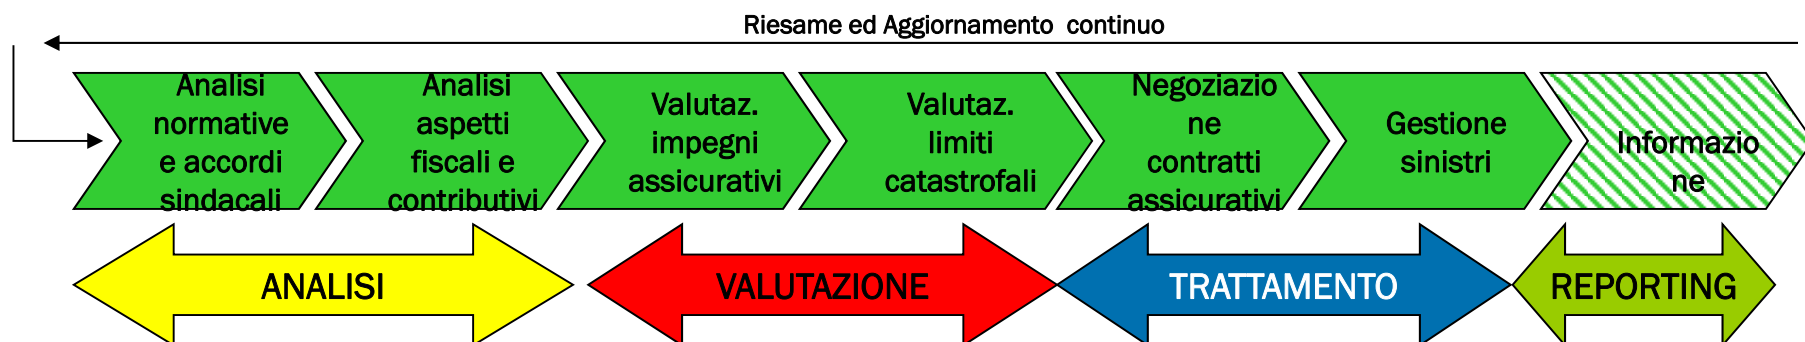 Riesame ed Aggiornamento  continuo
Analisi
normative
e accordi
sindacali
Analisi
aspetti
fiscali e
contributivi
Valutaz.
impegni
assicurativi
Valutaz.
limiti
catastrofali
Negoziazio
ne
contratti
assicurativi
Gestione
sinistri
Informazio
ne
ANALISI
VALUTAZIONE
TRATTAMENTO
REPORTING